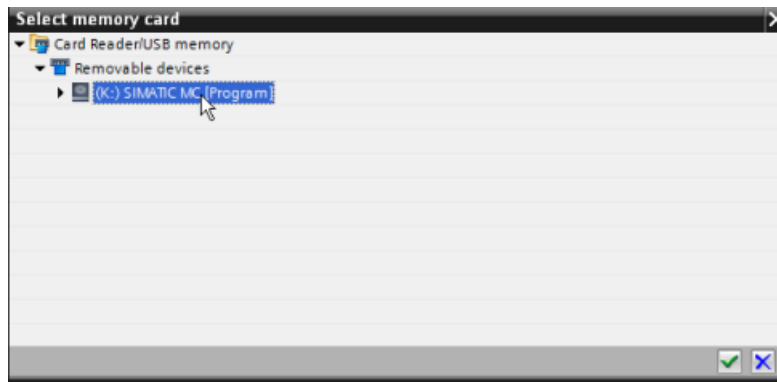 Select memory card
Card Reader/USB memory
Removable devices
(K:) SIMATIC MC [Program]